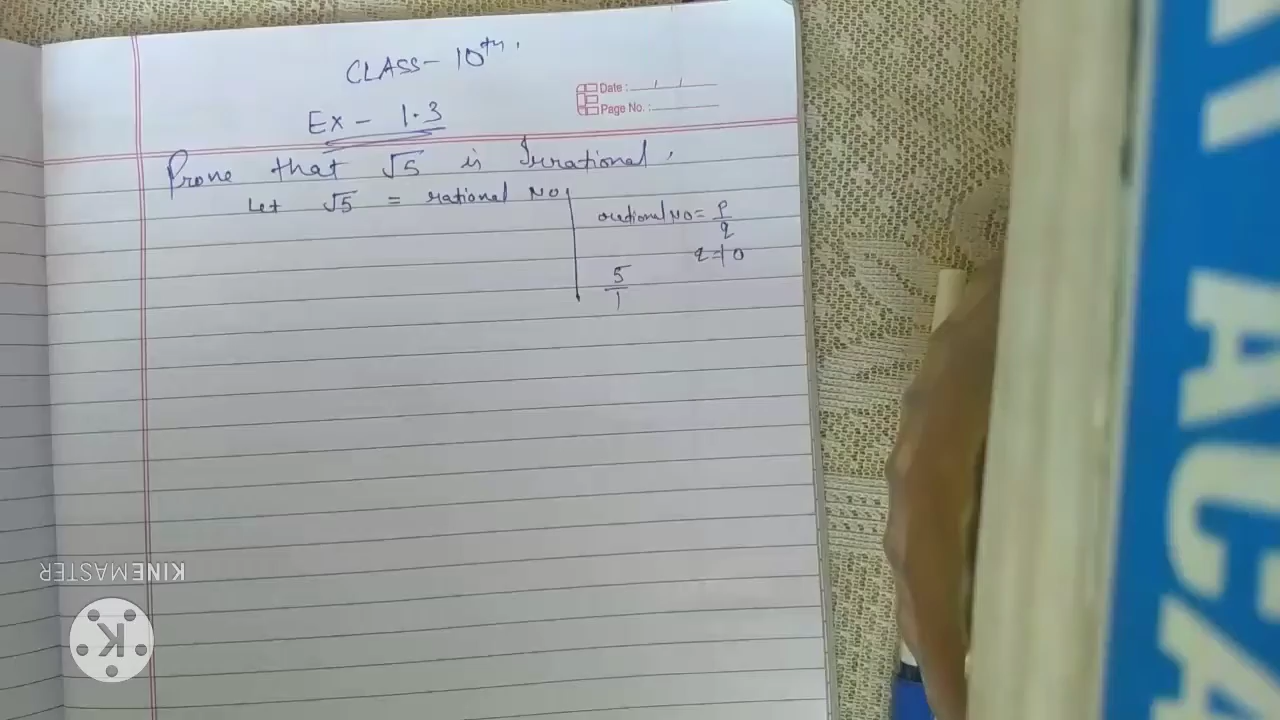 CLASS - 10th.
Date : / /
Page No. :
Ex - 1.3
Prove that √5 is Irrational.
Let √5 = rational No
rational No = p/q
q ≠ 0
5/1
KINEMASTER
K
ACA